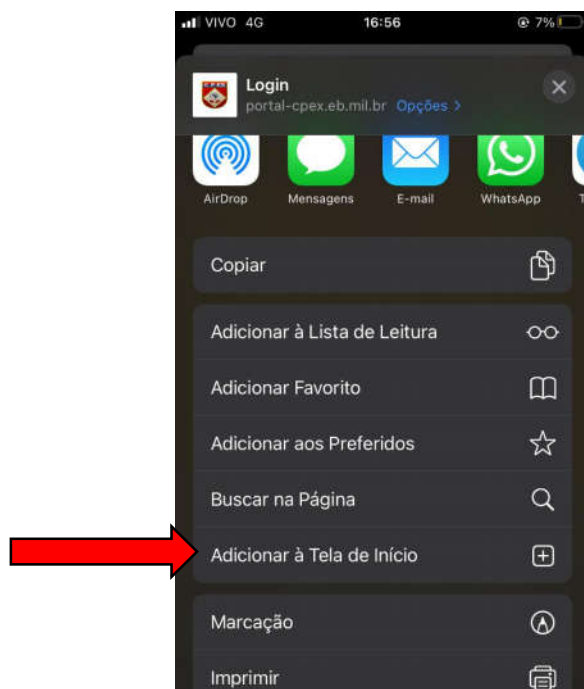 VIVO 4G 16:56 7%
Login
portal-cpex.eb.mil.br Opções >
AirDrop Mensagens E-mail WhatsApp T
Copiar
Adicionar à Lista de Leitura
Adicionar Favorito
Adicionar aos Preferidos
Buscar na Página
Adicionar à Tela de Início
Marcação
Imprimir